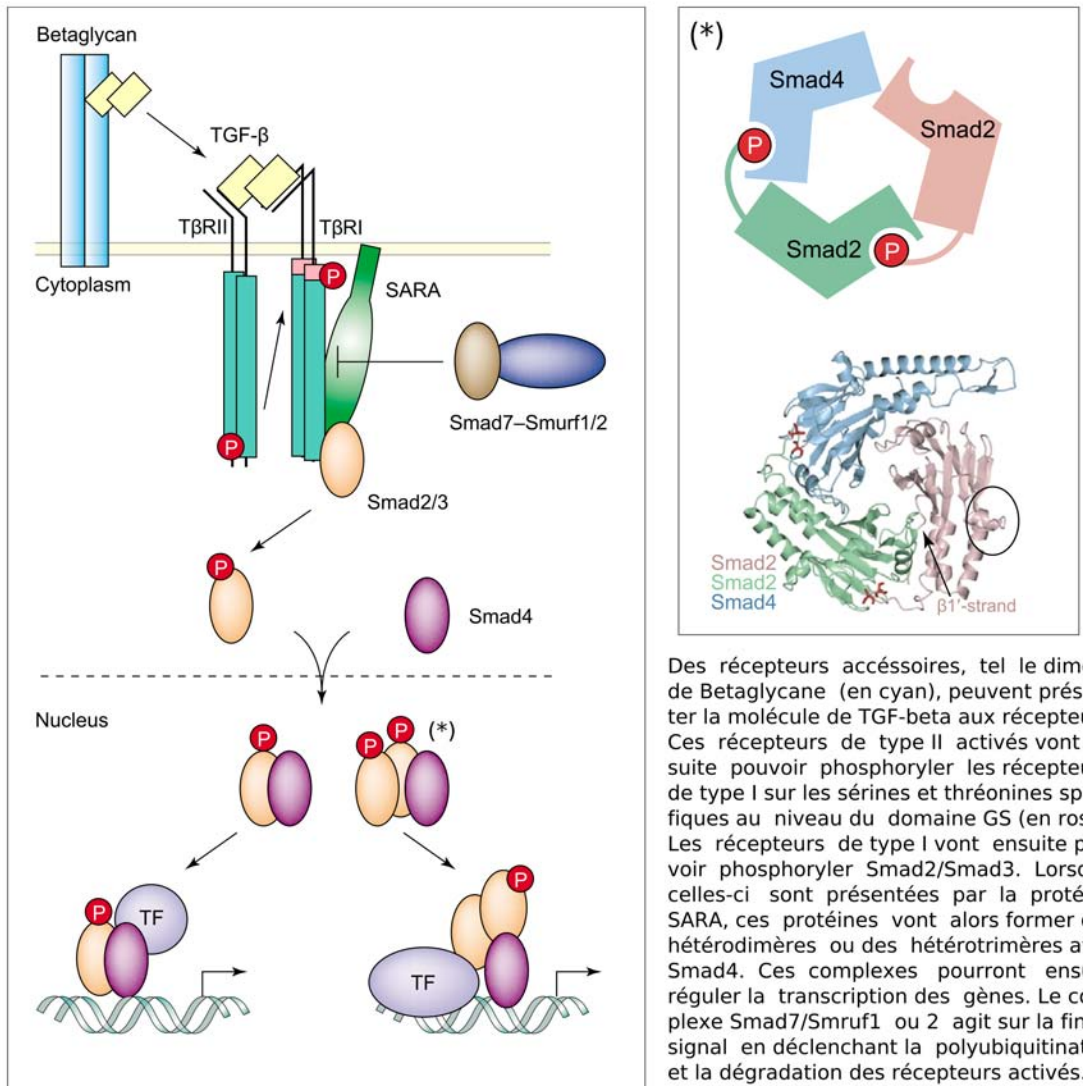 Betaglycan
TGF-β
TβRII
TβRI
P
Cytoplasm
SARA
P
Smad7–Smurf1/2
Smad2/3
P
Smad4
Nucleus
P
P
P
(*)
P
TF
P
TF
(*)
Smad4
Smad2
P
Smad2
P
Smad2
Smad2
Smad4
β1'-strand
Des récepteurs accéssoires, tel le dim
de Betaglycane (en cyan), peuvent prés
ter la molécule de TGF-beta aux récepteu
Ces récepteurs de type II activés vont
suite pouvoir phosphoryler les récepteu
de type I sur les sérines et thréonines sp
fiques au niveau du domaine GS (en ros
Les récepteurs de type I vont ensuite p
voir phosphoryler Smad2/Smad3. Lorsc
celles-ci sont présentées par la proté
SARA, ces protéines vont alors former
hétérodimères ou des hétérotrimères a
Smad4. Ces complexes pourront ensu
réguler la transcription des gènes. Le co
plexe Smad7/Smruf1 ou 2 agit sur la fin
signal en déclenchant la polyubiquitinat
et la dégradation des récepteurs activés.